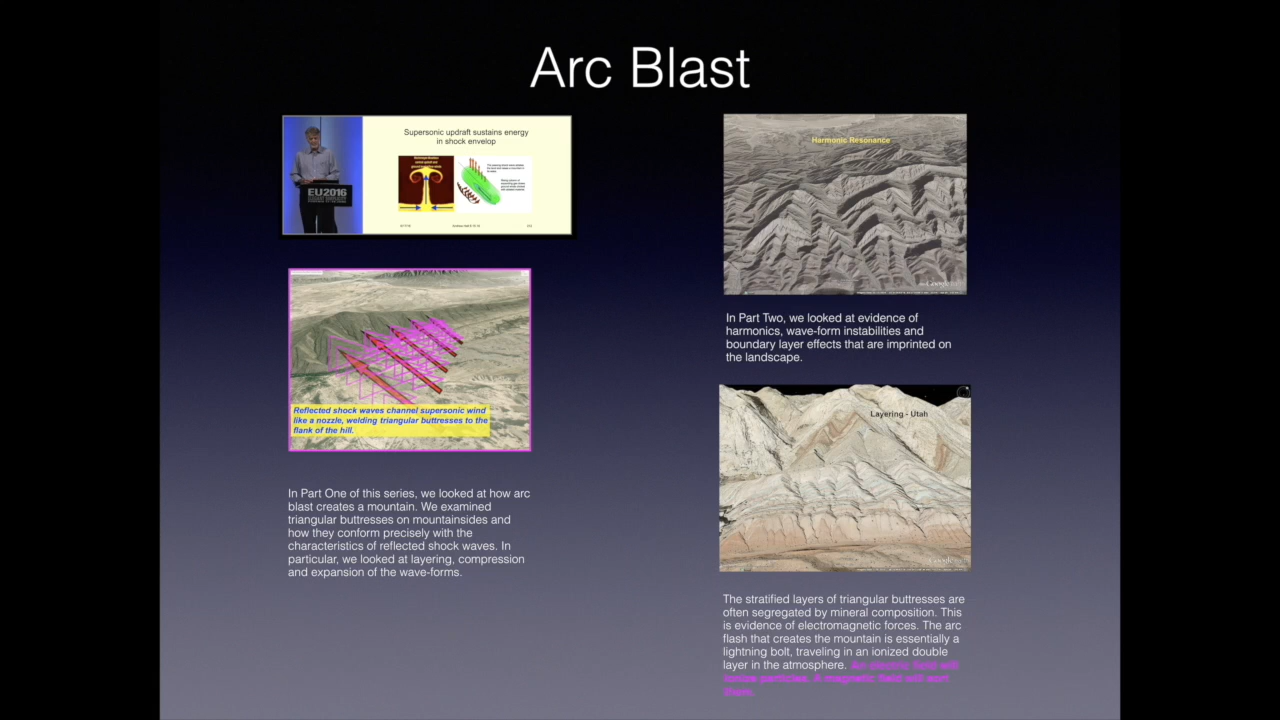 Arc Blast
Supersonic updraft sustains energy
in shock envelop
EU2016
Reflected shock waves channel supersonic wind
like a nozzle, welding triangular buttresses to the
flank of the hill.
In Part One of this series, we looked at how arc
blast creates a mountain. We examined
triangular buttresses on mountainsides and
how they conform precisely with the
characteristics of reflected shock waves. In
particular, we looked at layering, compression
and expansion of the wave-forms.
Harmonic Resonance
Google
In Part Two, we looked at evidence of
harmonics, wave-form instabilities and
boundary layer effects that are imprinted on
the landscape.
Layering - Utah
Google
The stratified layers of triangular buttresses are
often segregated by mineral composition. This
is evidence of electromagnetic forces. The arc
flash that creates the mountain is essentially a
lightning bolt, traveling in an ionized double
layer in the atmosphere. An electric field will
ionize particles. A magnetic field will sort
them.